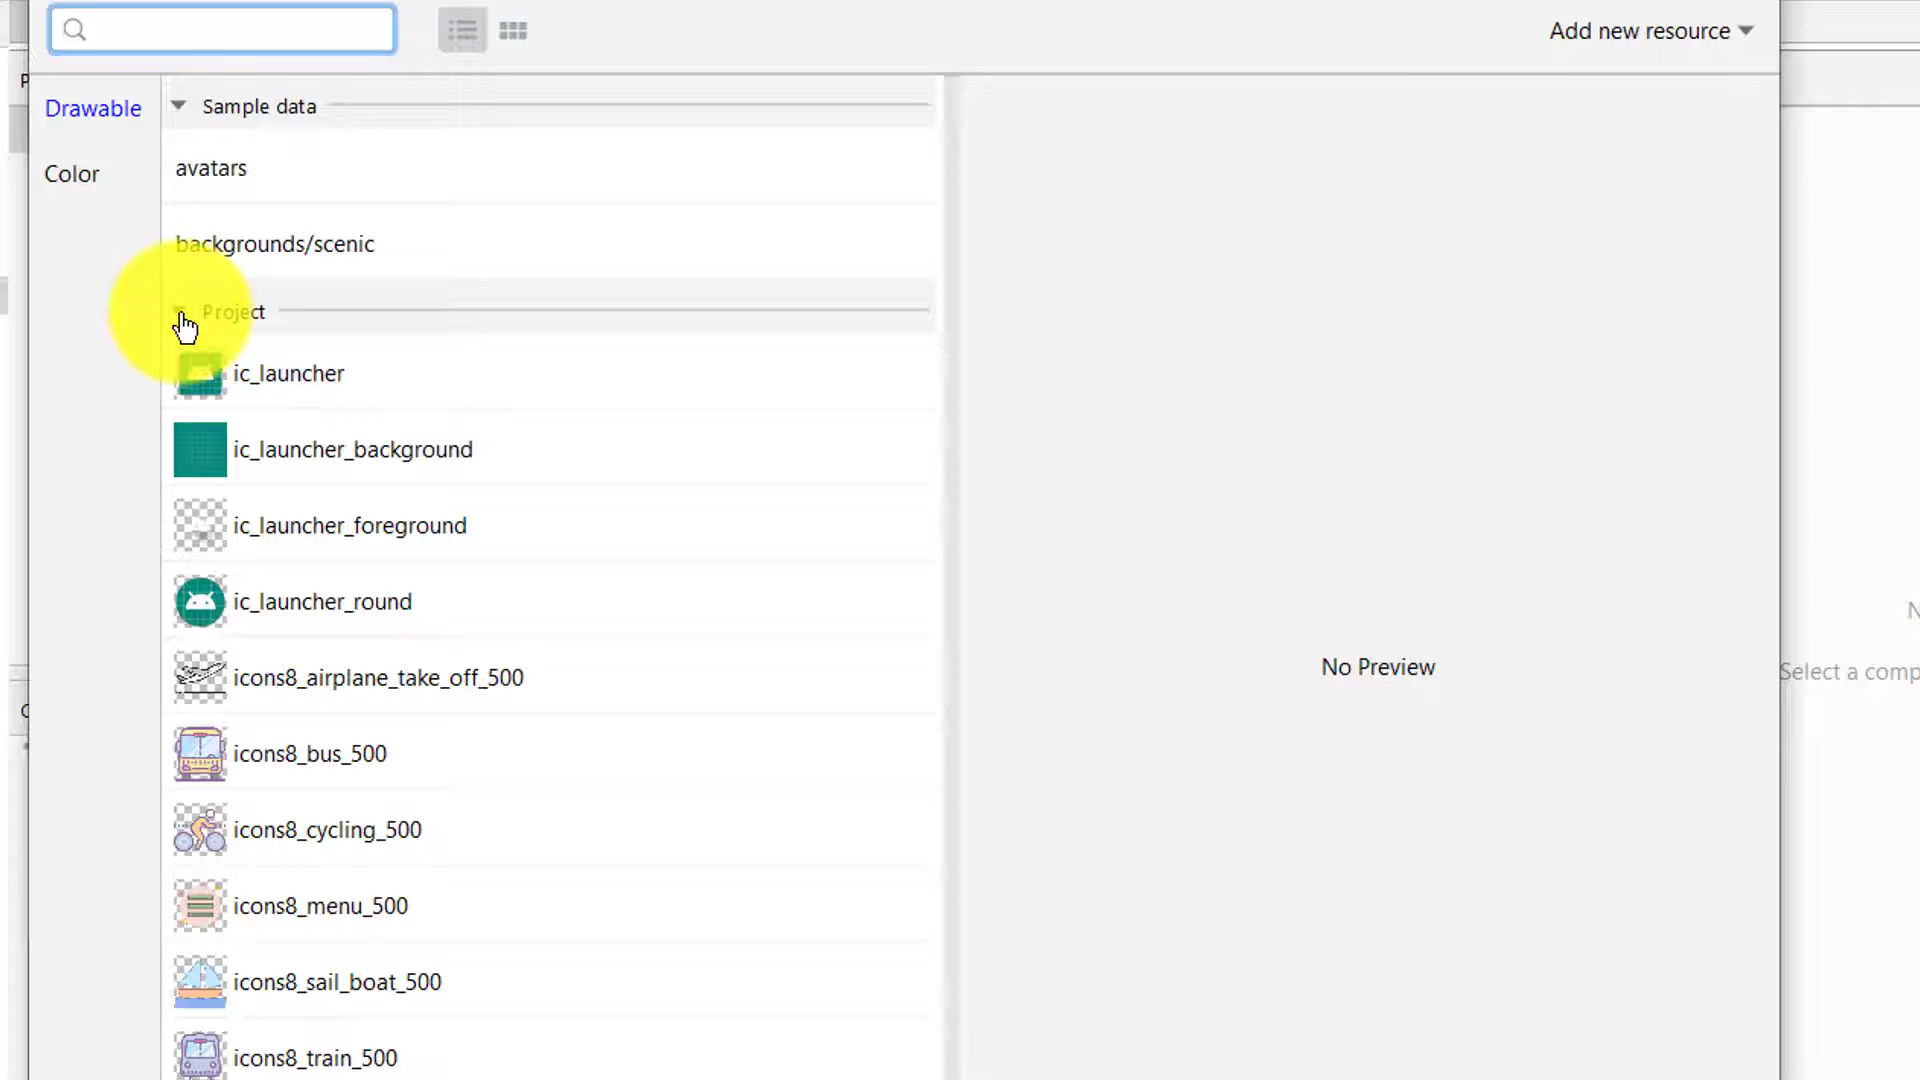 Add new resource
Drawable
Color
Sample data
avatars
backgrounds/scenic
Project
ic_launcher
ic_launcher_background
ic_launcher_foreground
ic_launcher_round
icons8_airplane_take_off_500
icons8_bus_500
icons8_cycling_500
icons8_menu_500
icons8_sail_boat_500
icons8_train_500
No Preview
Select a comp